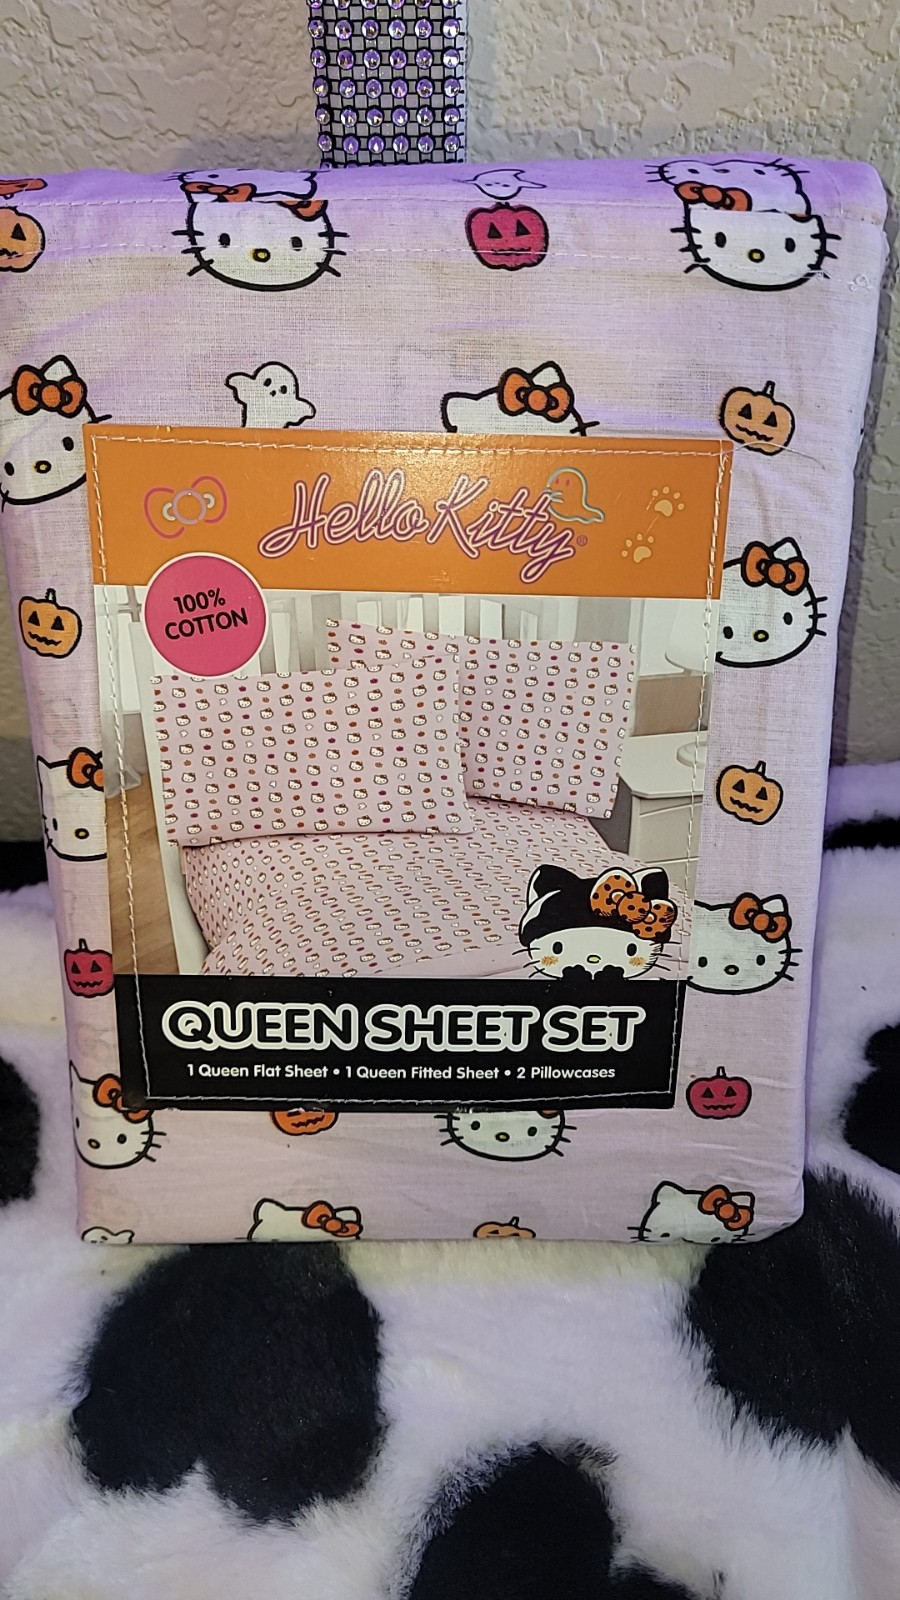 Hello Kitty®
100%
COTTON
QUEEN SHEET SET
1 Queen Flat Sheet • 1 Queen Fitted Sheet • 2 Pillowcases